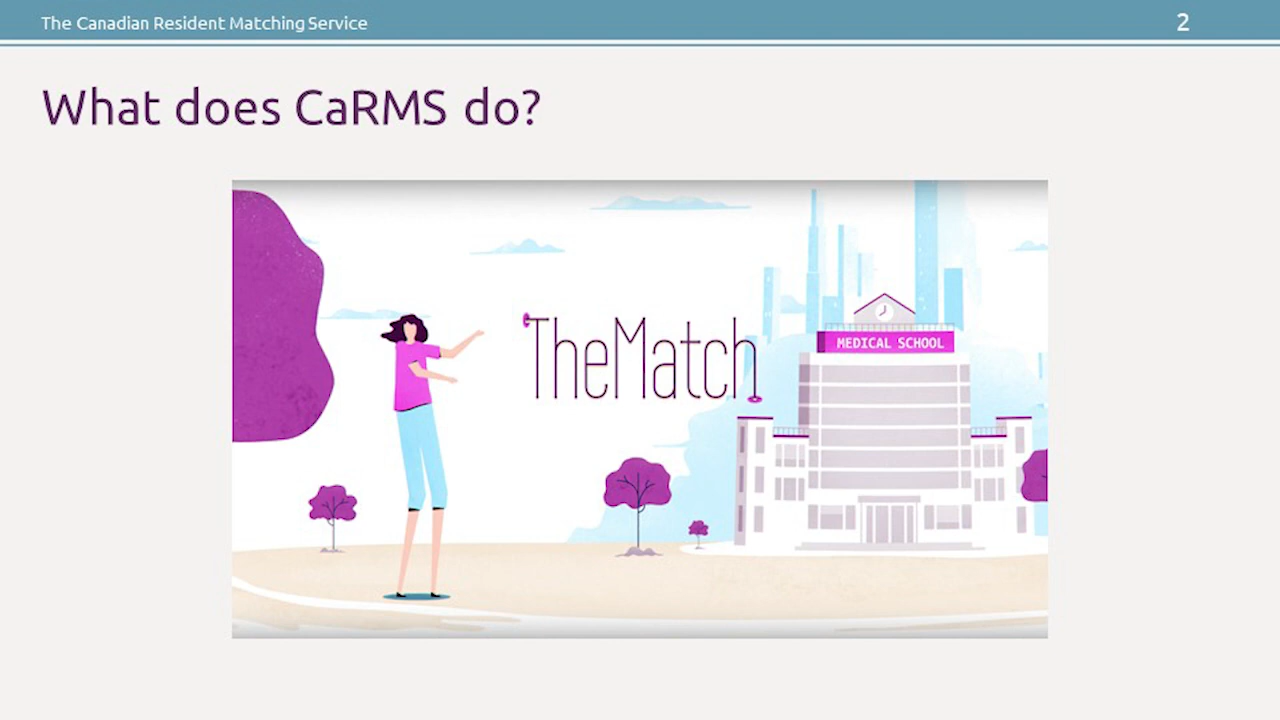 The Canadian Resident Matching Service
2
What does CaRMS do?
TheMatch
MEDICAL SCHOOL